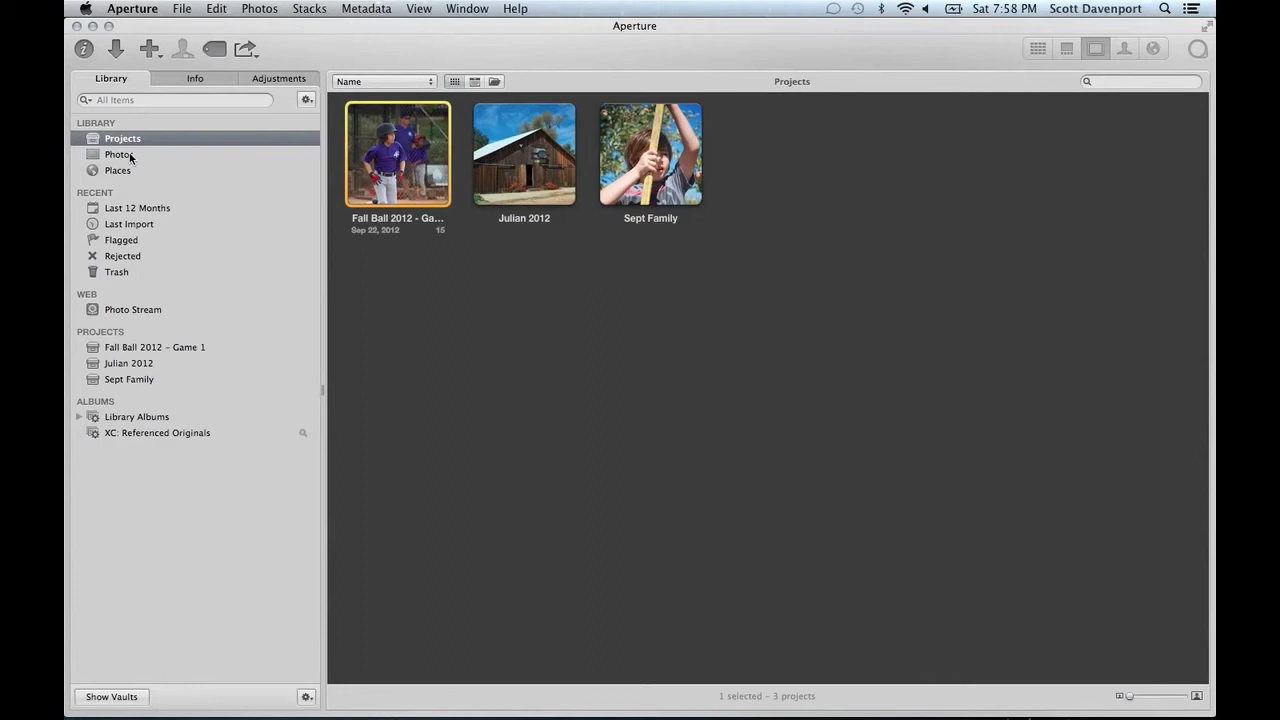 Aperture File Edit Photos Stacks Metadata View Window Help Sat 7:58 PM Scott Davenport
Aperture
Library Info Adjustments
Name
Projects
All Items
LIBRARY
Projects
Photos
Places
RECENT
Last 12 Months
Last Import
Flagged
Rejected
Trash
WEB
Photo Stream
PROJECTS
Fall Ball 2012 - Game 1
Julian 2012
Sept Family
ALBUMS
Library Albums
XC: Referenced Originals
Show Vaults
Fall Ball 2012 - Ga...
Sep 22, 2012 15
Julian 2012
Sept Family
1 selected - 3 projects